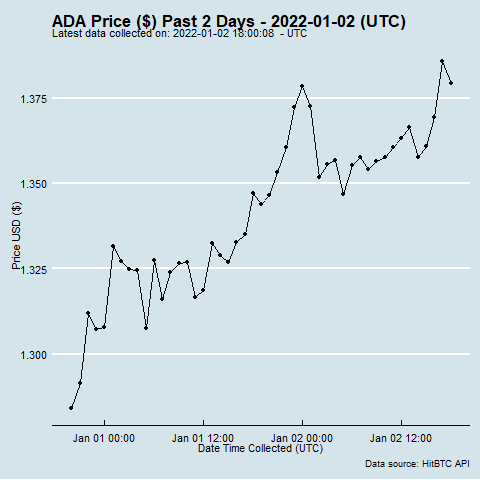 ADA Price ($) Past 2 Days - 2022-01-02 (UTC)
Latest data collected on: 2022-01-02 18:00:08 - UTC
1.375
1.350
1.325
1.300
Price USD ($)
Jan 01 00:00
Jan 01 12:00
Jan 02 00:00
Jan 02 12:00
Date Time Collected (UTC)
Data source: HitBTC API